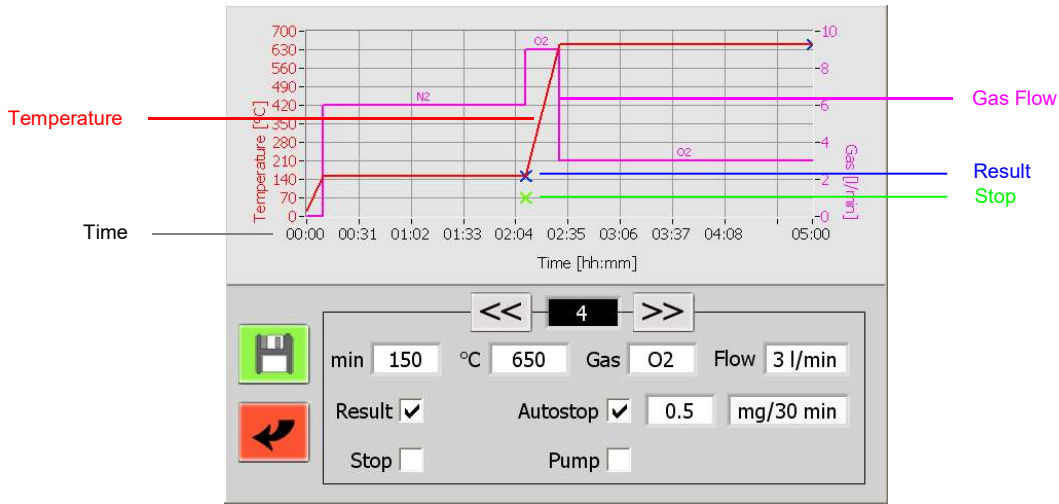 700
630
560
490
420
350
280
210
140
70
0
Temperature [°C]
10
8
6
4
2
0
Gas [l/min]
N2
O2
O2
00:00 00:31 01:02 01:33 02:04 02:35 03:06 03:37 04:08 05:00
Time [hh:mm]
Temperature
Time
Gas Flow
Result
Stop
<< 4 >>
min 150 °C 650 Gas O2 Flow 3 l/min
Result Autostop 0.5 mg/30 min
Stop Pump